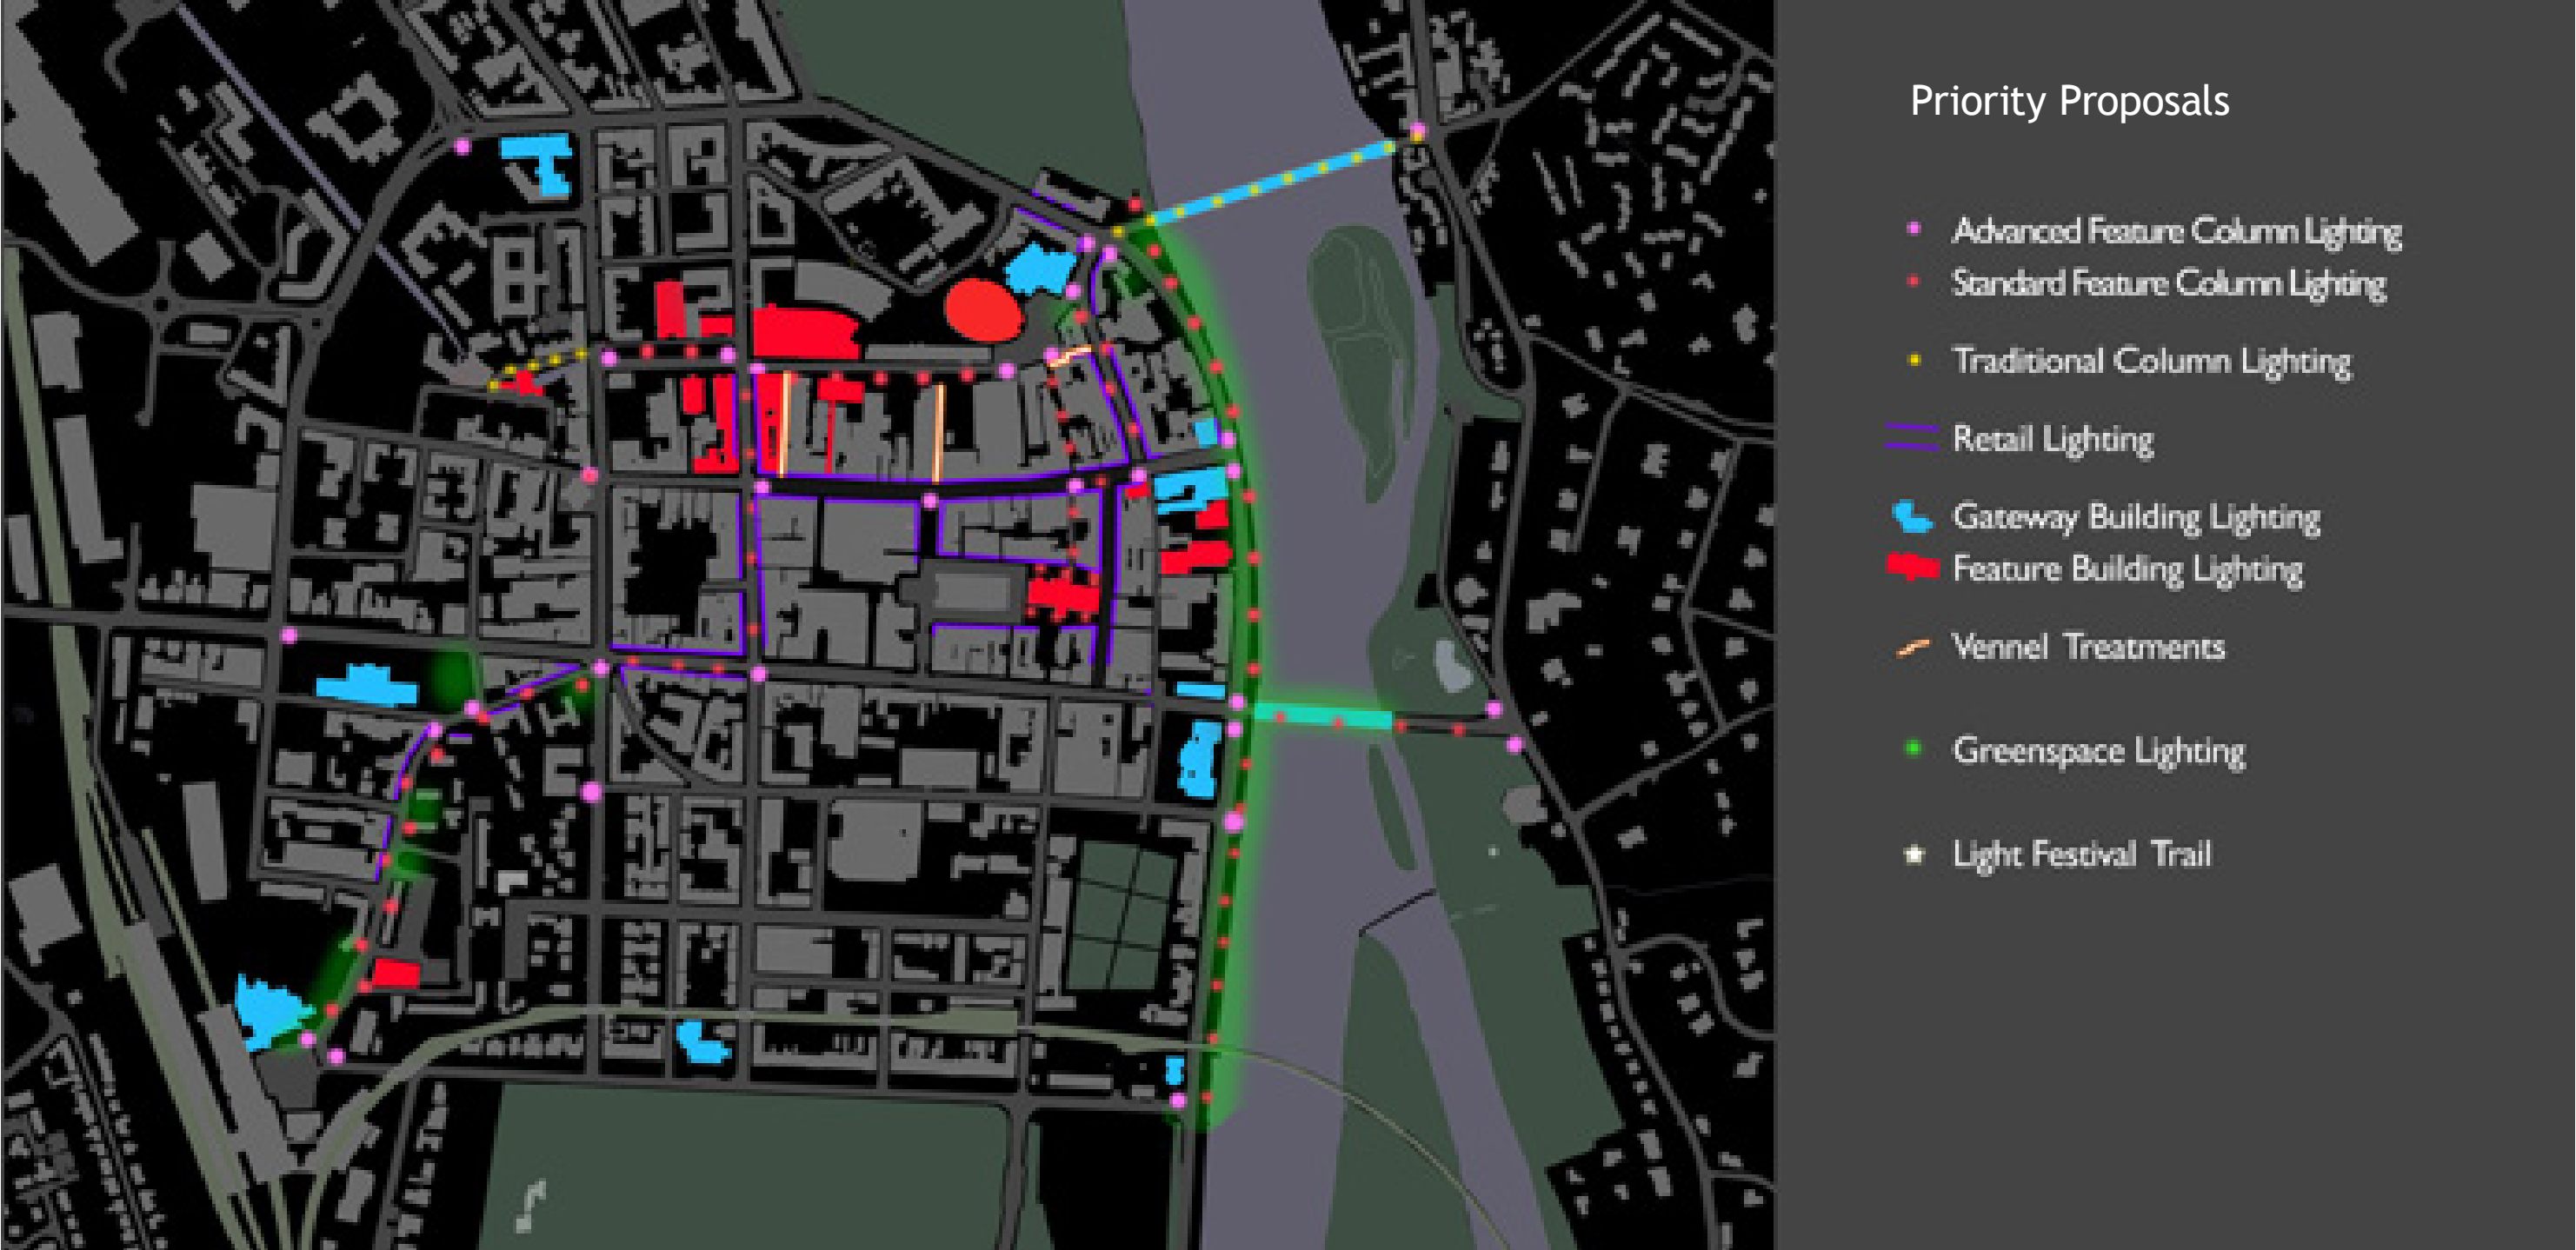 Priority Proposals
Advanced Feature Column Lighting
Standard Feature Column Lighting
Traditional Column Lighting
Retail Lighting
Gateway Building Lighting
Feature Building Lighting
Vennel Treatments
Greenspace Lighting
Light Festival Trail